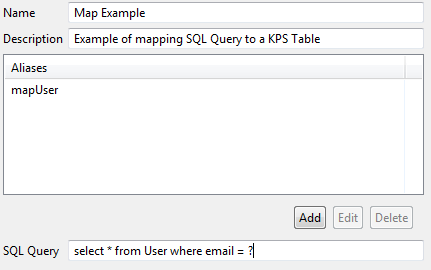 Name Map Example
Description Example of mapping SQL Query to a KPS Table
Aliases
mapUser
Add Edit Delete
SQL Query select * from User where email = ?